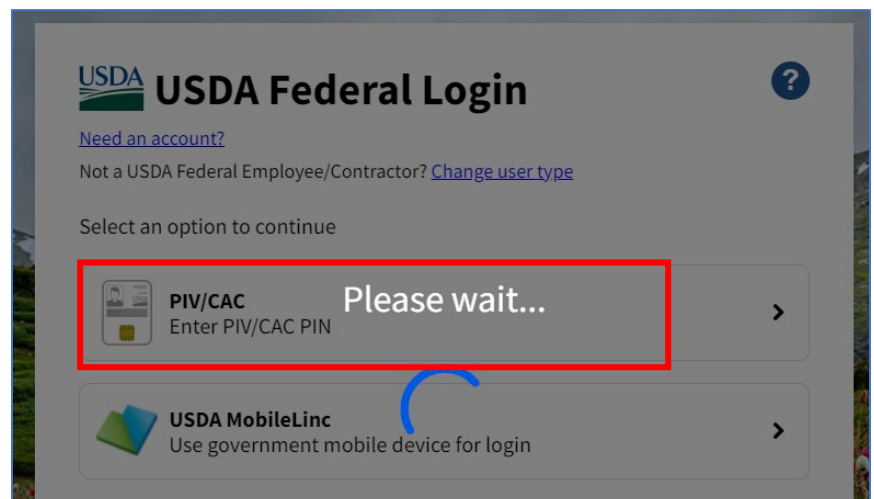 USDA USDA Federal Login ?
Need an account?
Not a USDA Federal Employee/Contractor? Change user type
Select an option to continue
PIV/CAC
Enter PIV/CAC PIN
Please wait...
USDA MobileLinc
Use government mobile device for login